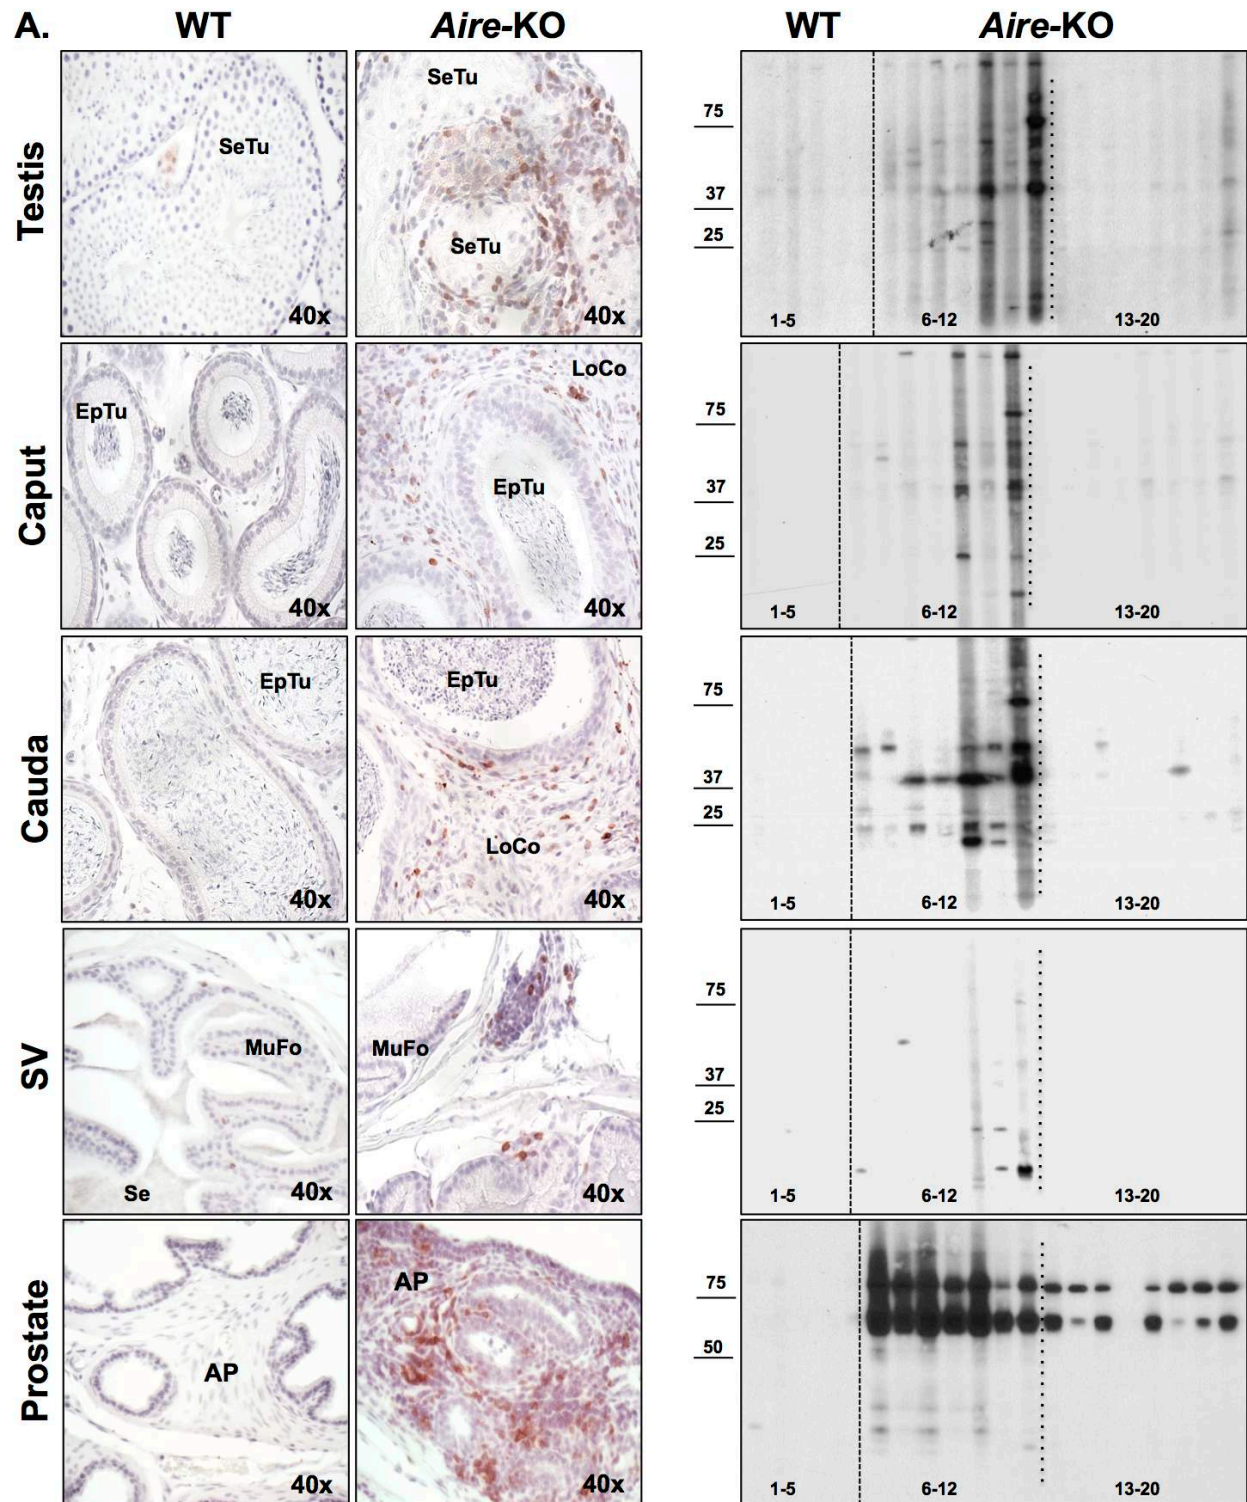 A. WT Aire-KO WT Aire-KO
Testis
SeTu
40x
SeTu
SeTu
40x
75
37
25
1-5 6-12 13-20
Caput
EpTu
40x
LoCo
EpTu
40x
75
37
25
1-5 6-12 13-20
Cauda
EpTu
40x
EpTu
LoCo
40x
75
37
25
1-5 6-12 13-20
SV
MuFo
Se
40x
MuFo
40x
75
37
25
1-5 6-12 13-20
Prostate
AP
40x
AP
40x
75
50
1-5 6-12 13-20